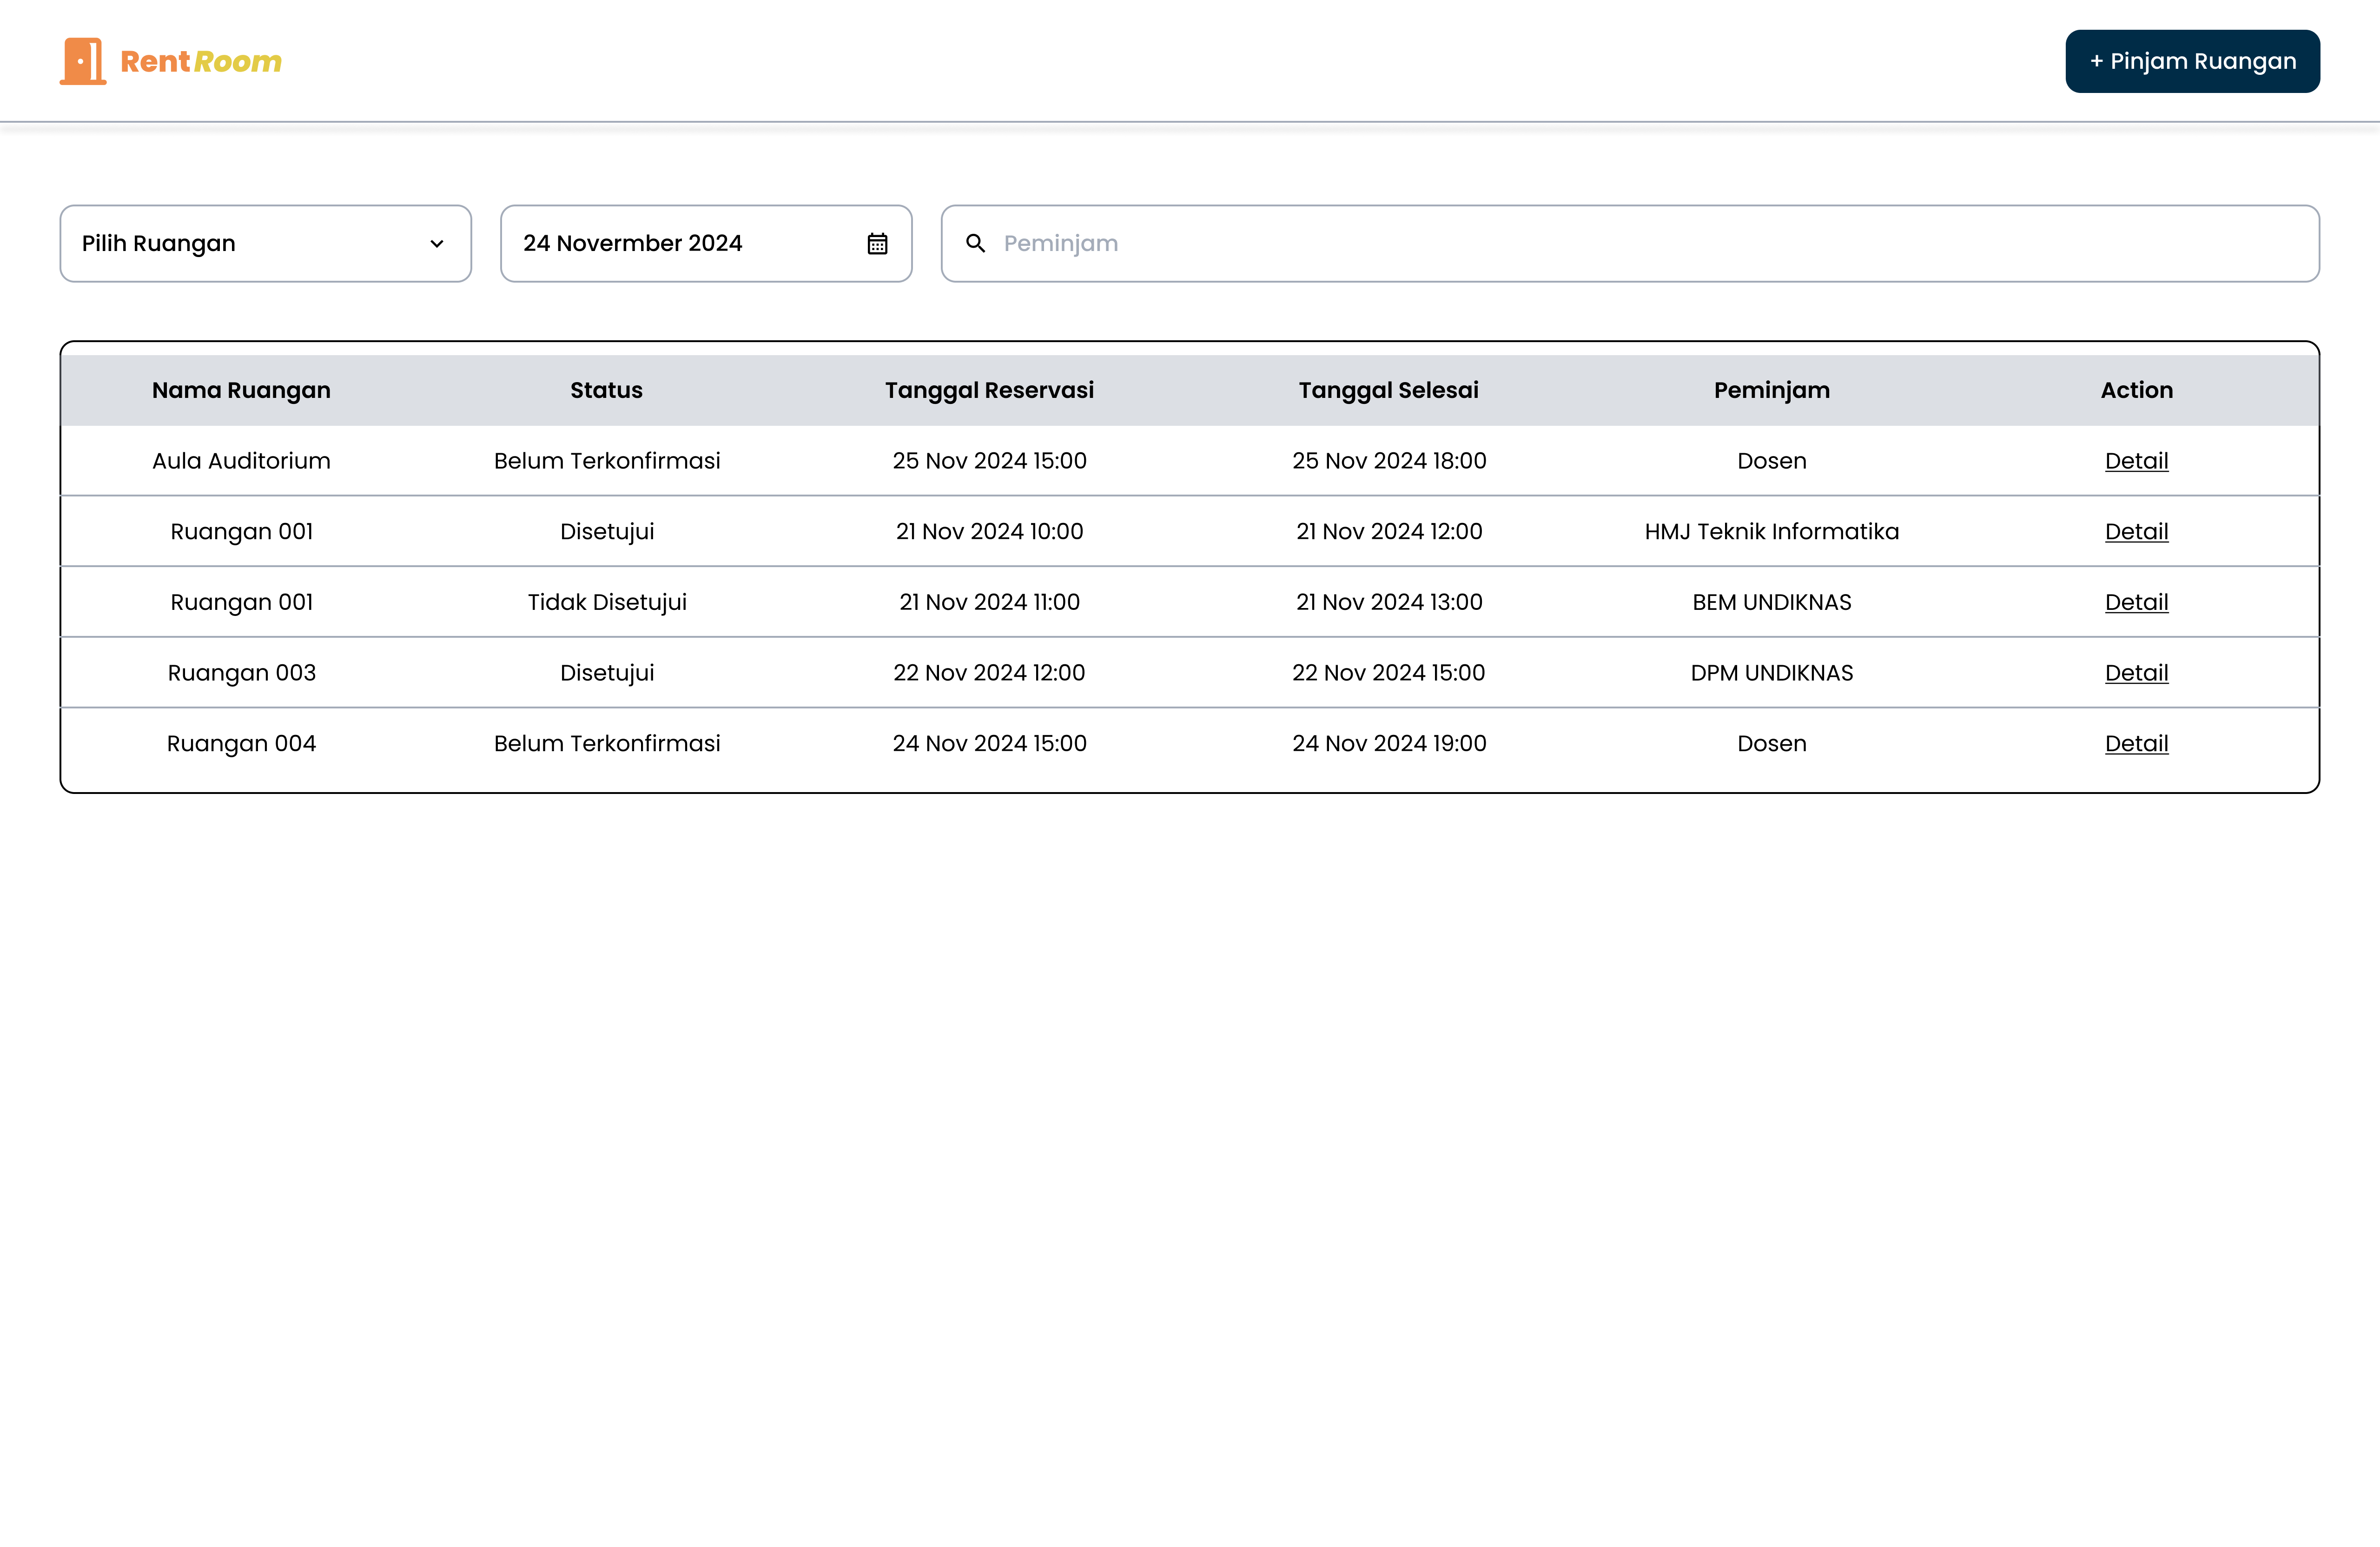 RentRoom + Pinjam Ruangan
Pilih Ruangan 24 Novermber 2024 Peminjam
Nama Ruangan Status Tanggal Reservasi Tanggal Selesai Peminjam Action
Aula Auditorium Belum Terkonfirmasi 25 Nov 2024 15:00 25 Nov 2024 18:00 Dosen Detail
Ruangan 001 Disetujui 21 Nov 2024 10:00 21 Nov 2024 12:00 HMJ Teknik Informatika Detail
Ruangan 001 Tidak Disetujui 21 Nov 2024 11:00 21 Nov 2024 13:00 BEM UNDIKNAS Detail
Ruangan 003 Disetujui 22 Nov 2024 12:00 22 Nov 2024 15:00 DPM UNDIKNAS Detail
Ruangan 004 Belum Terkonfirmasi 24 Nov 2024 15:00 24 Nov 2024 19:00 Dosen Detail